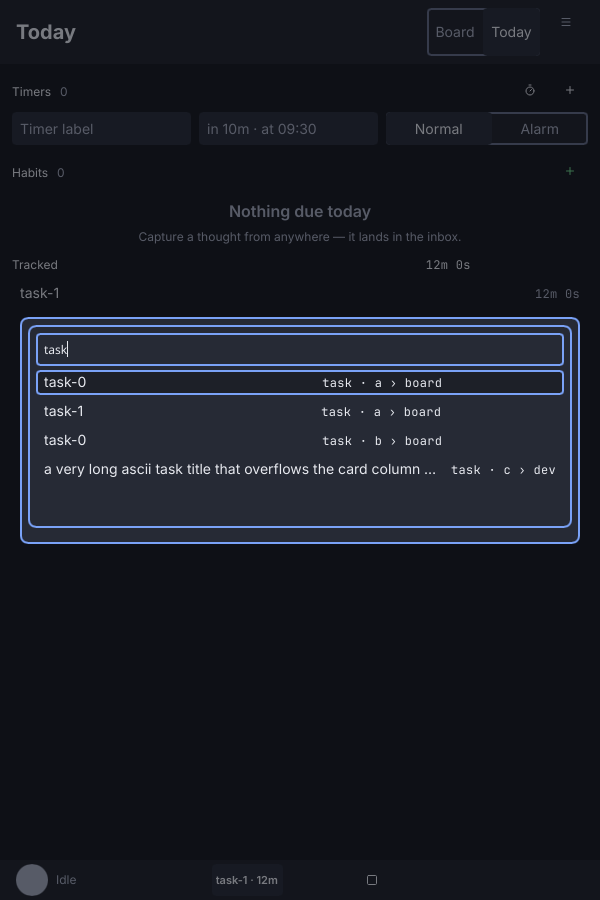 Today
Board Today ≡
Timers 0 +
Timer label in 10m · at 09:30 Normal Alarm
Habits 0 +
Nothing due today
Capture a thought from anywhere — it lands in the inbox.
Tracked 12m 0s
task-1 12m 0s
task
task-0 task · a › board
task-1 task · a › board
task-0 task · b › board
a very long ascii task title that overflows the card column … task · c › dev
Idle task-1 · 12m